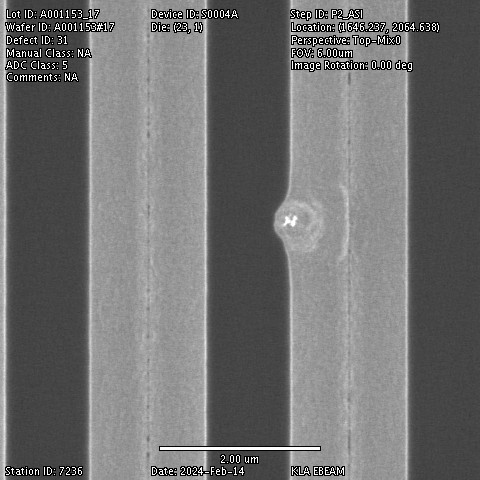 Lot ID: A001153_17
Wafer ID: A001153#17
Defect ID: 31
Manual Class: NA
ADC Class: 5
Comments: NA
Device ID: S0004A
Die: (23, 1)
Step ID: P2_ASI
Location: (1646.237, 2064.638)
Perspective: Top-Mix0
FOV: 6.00um
Image Rotation: 0.00 deg
2.00 um
Station ID: 7236
Date: 2024-Feb-14
KLA EBEAM